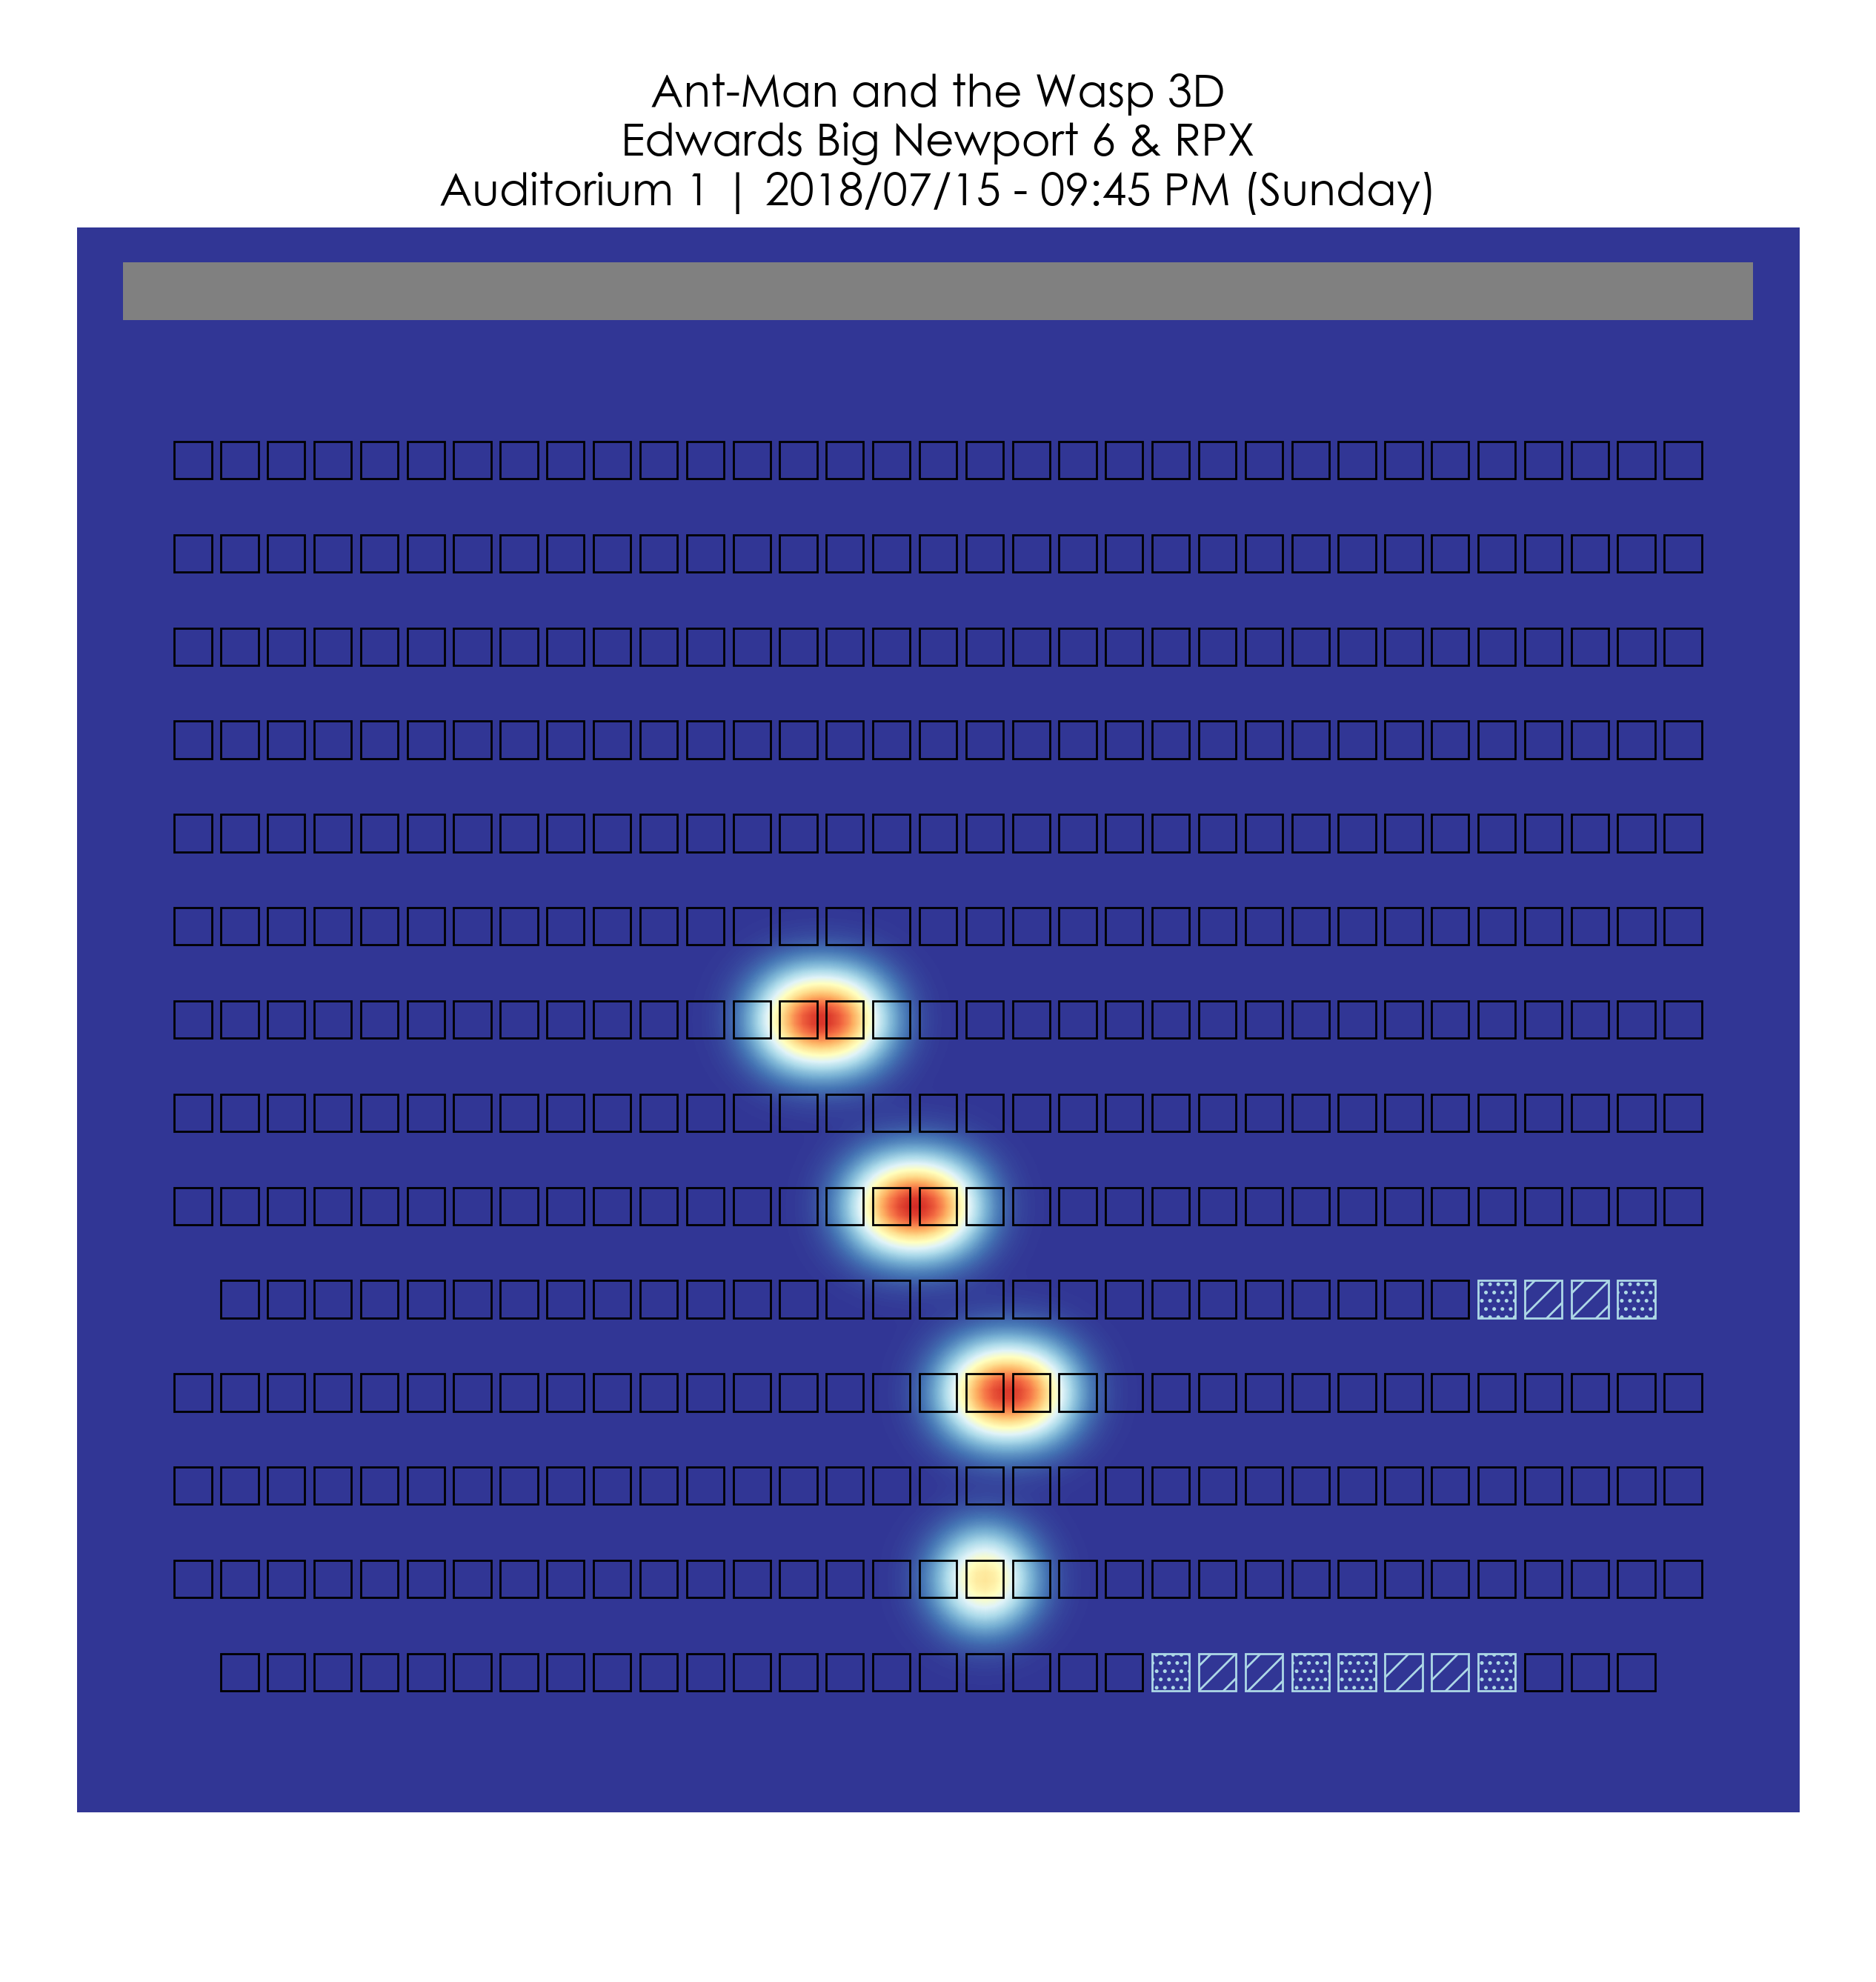 Ant-Man and the Wasp 3D
Edwards Big Newport 6 & RPX
Auditorium 1 | 2018/07/15 - 09:45 PM (Sunday)